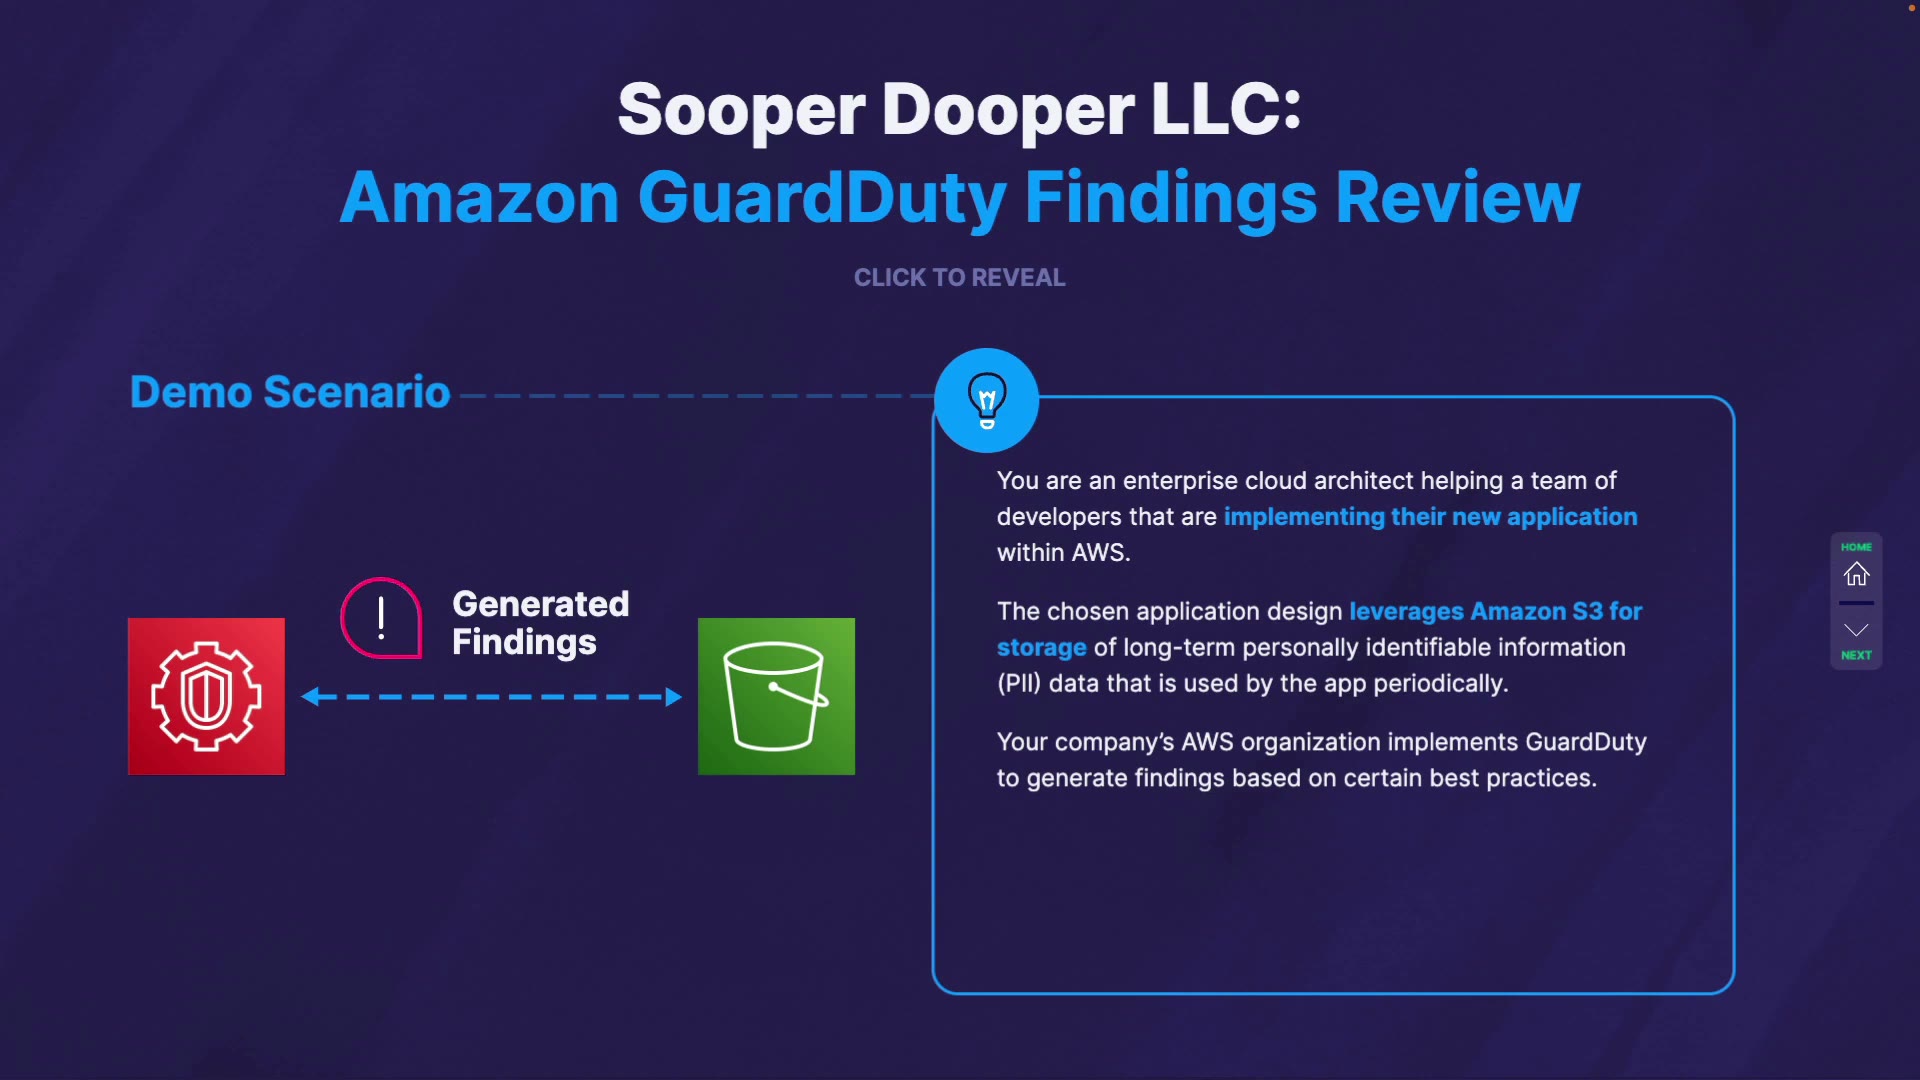 Sooper Dooper LLC:
Amazon GuardDuty Findings Review
CLICK TO REVEAL
Demo Scenario
Generated
Findings
You are an enterprise cloud architect helping a team of
developers that are implementing their new application
within AWS.
The chosen application design leverages Amazon S3 for
storage of long-term personally identifiable information
(PII) data that is used by the app periodically.
Your company’s AWS organization implements GuardDuty
to generate findings based on certain best practices.
HOME
NEXT